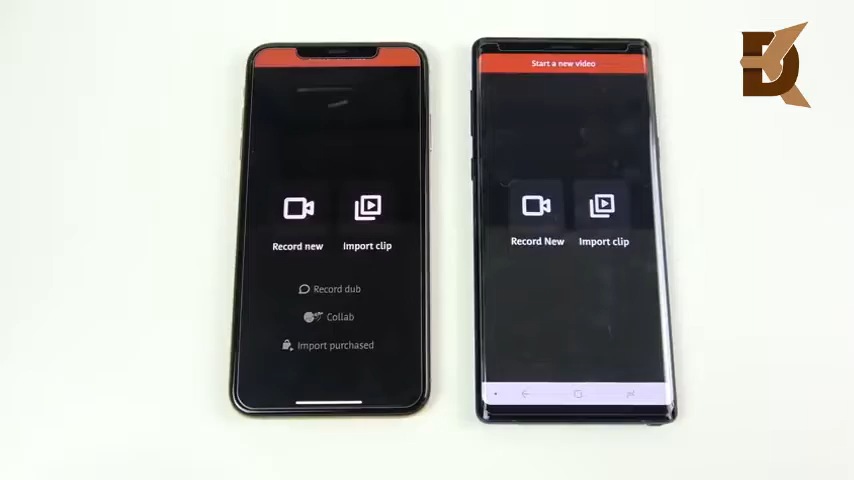 Start a new video
Record new
Import clip
Record dub
Collab
Import purchased
Record New
Import clip